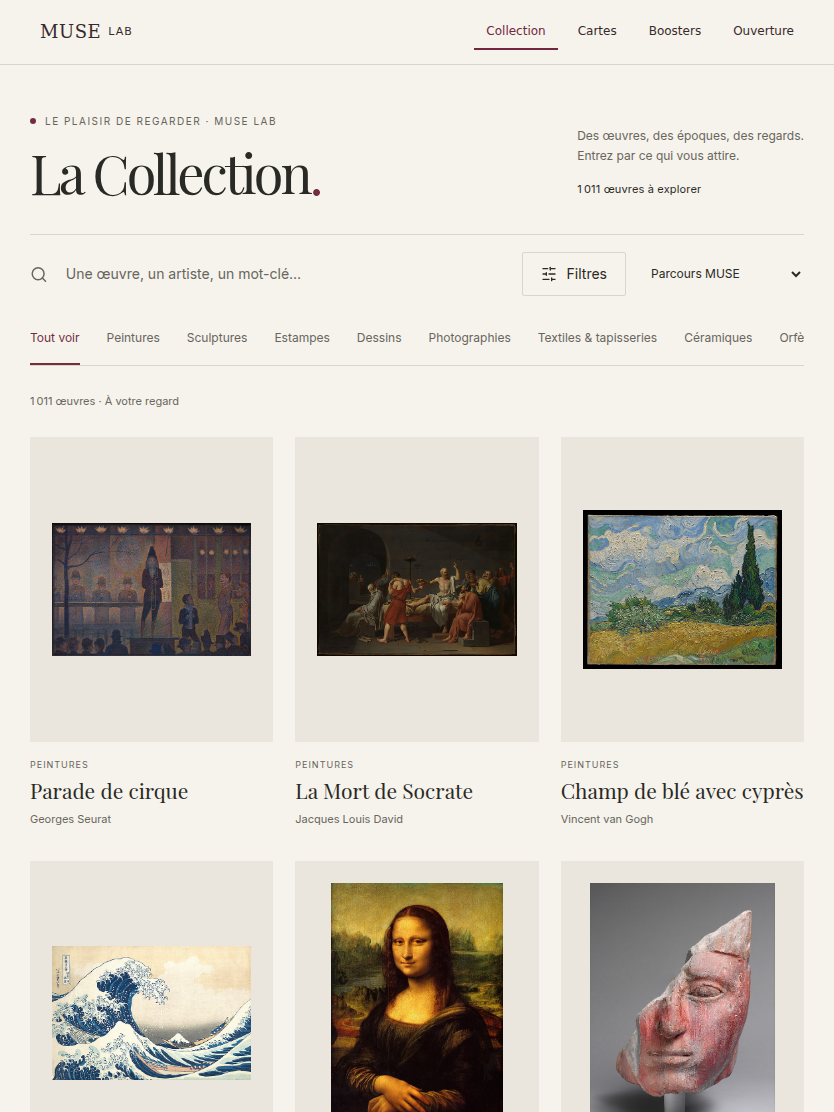 MUSE LAB
Collection Cartes Boosters Ouverture
LE PLAISIR DE REGARDER · MUSE LAB
La Collection.
Des œuvres, des époques, des regards.
Entrez par ce qui vous attire.
1 011 œuvres à explorer
Une œuvre, un artiste, un mot-clé...
Filtres
Parcours MUSE
Tout voir Peintures Sculptures Estampes Dessins Photographies Textiles & tapisseries Céramiques Orfè
1 011 œuvres · À votre regard
PEINTURES
Parade de cirque
Georges Seurat
PEINTURES
La Mort de Socrate
Jacques Louis David
PEINTURES
Champ de blé avec cyprès
Vincent van Gogh